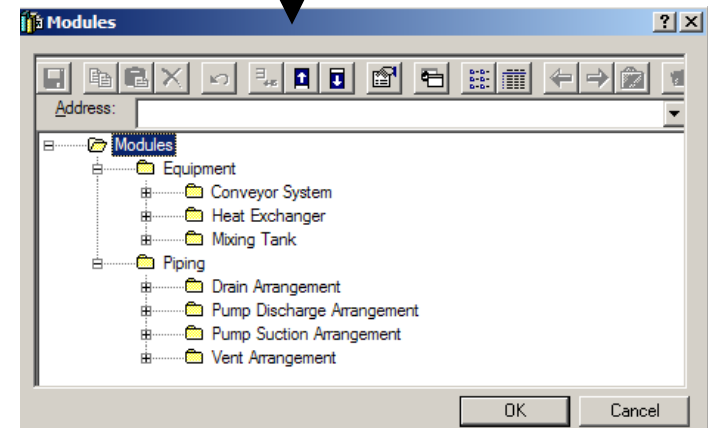 Modules
Address:
Modules
Equipment
Conveyor System
Heat Exchanger
Mixing Tank
Piping
Drain Arrangement
Pump Discharge Arrangement
Pump Suction Arrangement
Vent Arrangement
OK Cancel